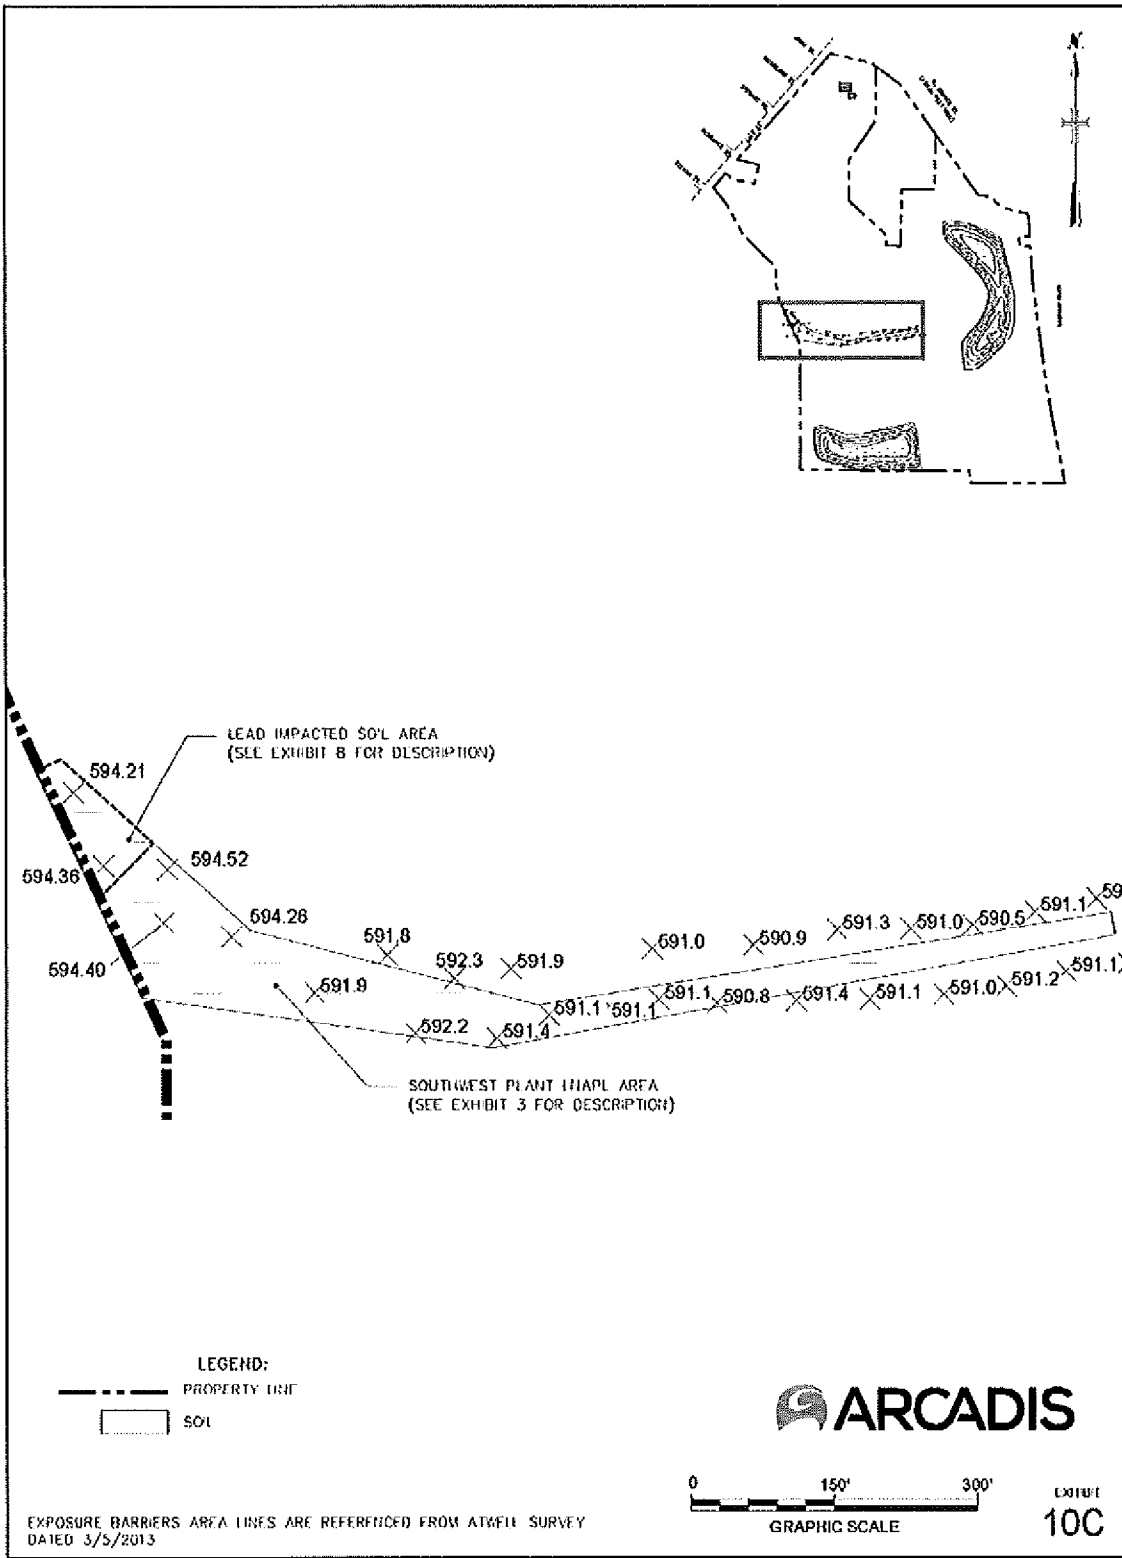 N
LEAD IMPACTED SOIL AREA
(SEE EXHIBIT 8 FOR DESCRIPTION)
594.21
594.36
594.52
594.28
594.40
591.8
592.3
591.9
591.0
590.9
591.3
591.0
590.5
591.1
59
591.9
592.2
591.4
591.1
591.1
591.1
590.8
591.4
591.1
591.0
591.2
591.1
SOUTHWEST PLANT LNAPL AREA
(SEE EXHIBIT 3 FOR DESCRIPTION)
LEGEND:
PROPERTY LINE
SOIL
ARCADIS
0 150' 300'
GRAPHIC SCALE
EXHIBIT
10C
EXPOSURE BARRIERS AREA LINES ARE REFERENCED FROM ATWELL SURVEY
DATED 3/5/2013